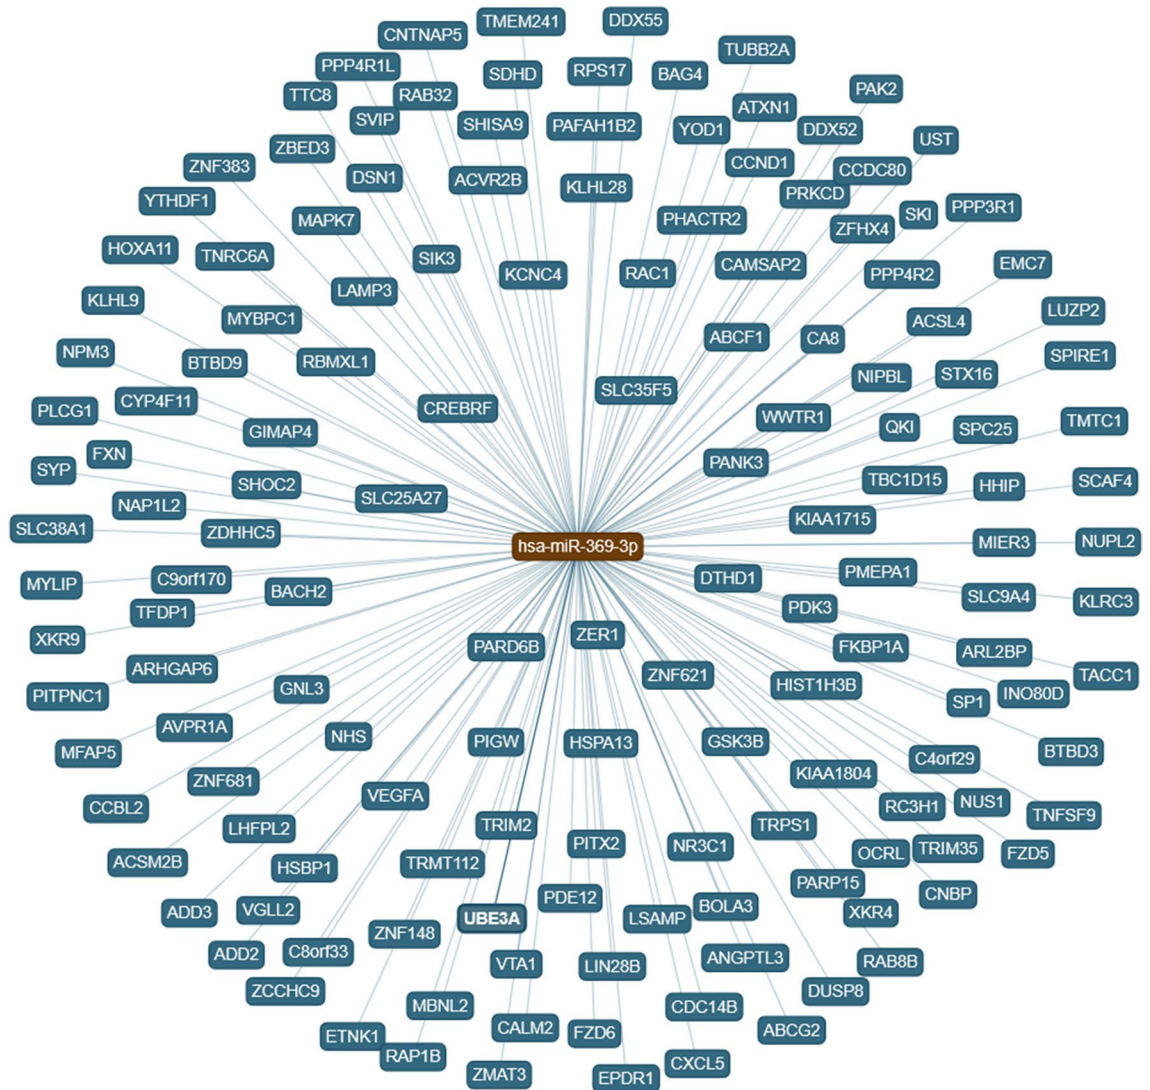 TMEM241
DDX55
CNTNAP5
TUBB2A
PPP4R1L
SDHD
RPS17
BAG4
PAK2
TTC8
RAB32
ATXN1
SVIP
SHISA9
PAFAH1B2
YOD1
DDX52
UST
ZBED3
CCND1
CCDC80
ZNF383
DSN1
ACVR2B
KLHL28
PRKCD
YTHDF1
MAPK7
PHACTR2
ZFHX4
SKI
PPP3R1
HOXA11
TNRC6A
SIK3
KCNC4
RAC1
CAMSAP2
PPP4R2
EMC7
KLHL9
LAMP3
MYBPC1
ABCF1
CA8
ACSL4
LUZP2
NPM3
BTBD9
RBMXL1
NIPBL
STX16
SPIRE1
PLCG1
CYP4F11
CREBRF
SLC35F5
WWTR1
QKI
SPC25
TMTC1
GIMAP4
FXN
SYP
SHOC2
SLC25A27
PANK3
TBC1D15
HHIP
SCAF4
NAP1L2
SLC38A1
ZDHHC5
KIAA1715
hsa-miR-369-3p
MIER3
NUPL2
MYLIP
C9orf170
BACH2
DTHD1
PMEPA1
SLC9A4
KLRC3
TFDP1
PDK3
XKR9
PARD6B
ZER1
FKBP1A
ARL2BP
ARHGAP6
ZNF621
TACC1
PITPNC1
GNL3
HIST1H3B
SP1
INO80D
AVPR1A
MFAP5
NHS
PIGW
HSPA13
GSK3B
C4orf29
BTBD3
ZNF681
KIAA1804
CCBL2
VEGFA
RC3H1
NUS1
TNFSF9
LHFPL2
TRIM2
TRPS1
ACSM2B
HSBP1
TRMT112
PITX2
NR3C1
OCRL
TRIM35
FZD5
PARP15
CNBP
ADD3
VGLL2
PDE12
BOLA3
XKR4
UBE3A
LSAMP
ZNF148
ADD2
C8orf33
ANGPTL3
RAB8B
VTA1
LIN28B
ZCCHC9
DUSP8
MBNL2
CDC14B
ETNK1
CALM2
FZD6
ABCG2
RAP1B
CXCL5
ZMAT3
EPDR1